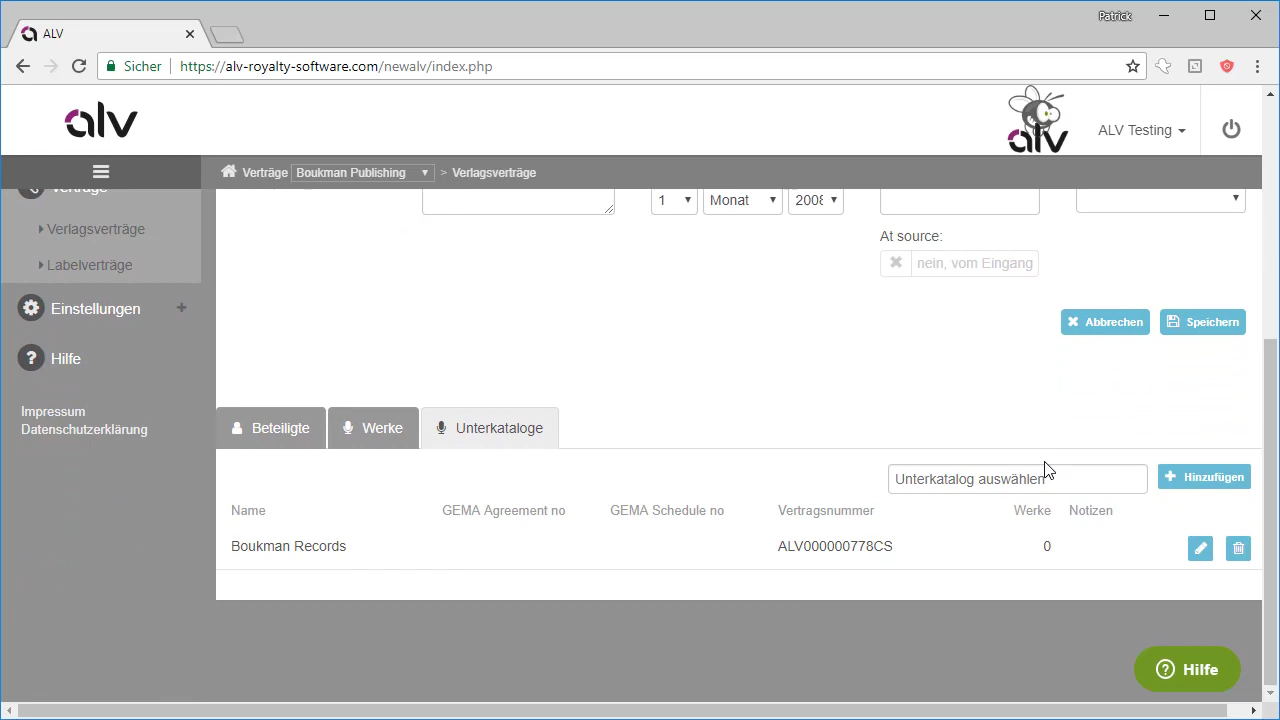 Patrick
ALV
Sicher https://alv-royalty-software.com/newalv/index.php
alv
alv
ALV Testing
Verträge Boukman Publishing > Verlagsverträge
Verträge
Verlagsverträge
Labelverträge
Einstellungen
Hilfe
Impressum
Datenschutzerklärung
1 Monat 2008
At source:
nein, vom Eingang
Abbrechen Speichern
Beteiligte Werke Unterkataloge
Unterkatalog auswählen Hinzufügen
Name GEMA Agreement no GEMA Schedule no Vertragsnummer Werke Notizen
Boukman Records ALV000000778CS 0
Hilfe